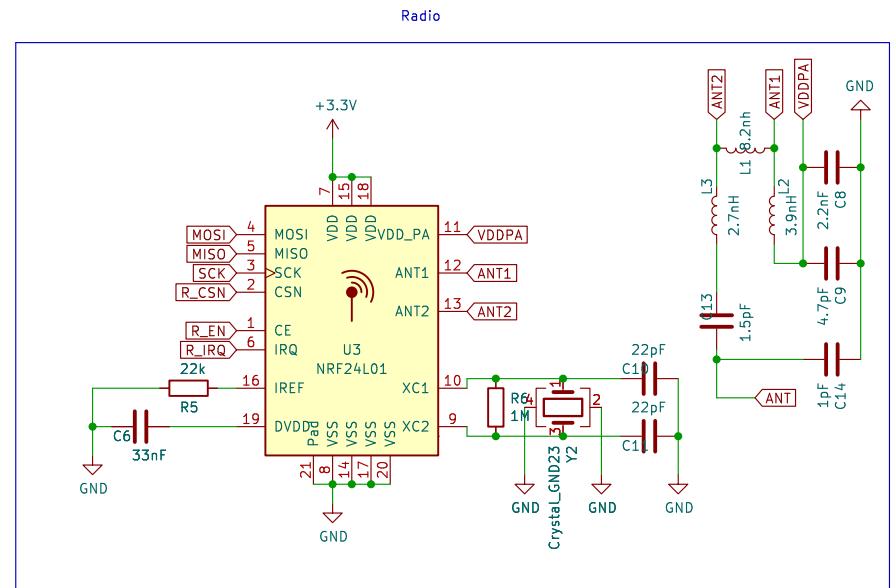 Radio
+3.3V
7
15
18
VDD
VDD
VDD
MOSI
4
MOSI
MISO
5
MISO
SCK
3
SCK
R_CSN
2
CSN
R_EN
1
CE
R_IRQ
6
IRQ
VDD_PA
11
VDDPA
ANT1
12
ANT1
ANT2
13
ANT2
U3
NRF24L01
22k
R5
16
IREF
C6
33nF
19
DVDD
GND
XC1
10
XC2
9
Pad
VSS
VSS
VSS
VSS
21
8
14
17
20
GND
R6
1M
1
4
2
3
Crystal_GND23
Y2
GND
GND
22pF
C10
22pF
C11
GND
ANT2
ANT1
VDDPA
GND
L1
8.2nh
L3
2.7nH
L2
3.9nH
2.2nF
C8
4.7pF
C9
C13
1.5pF
1pF
C14
ANT